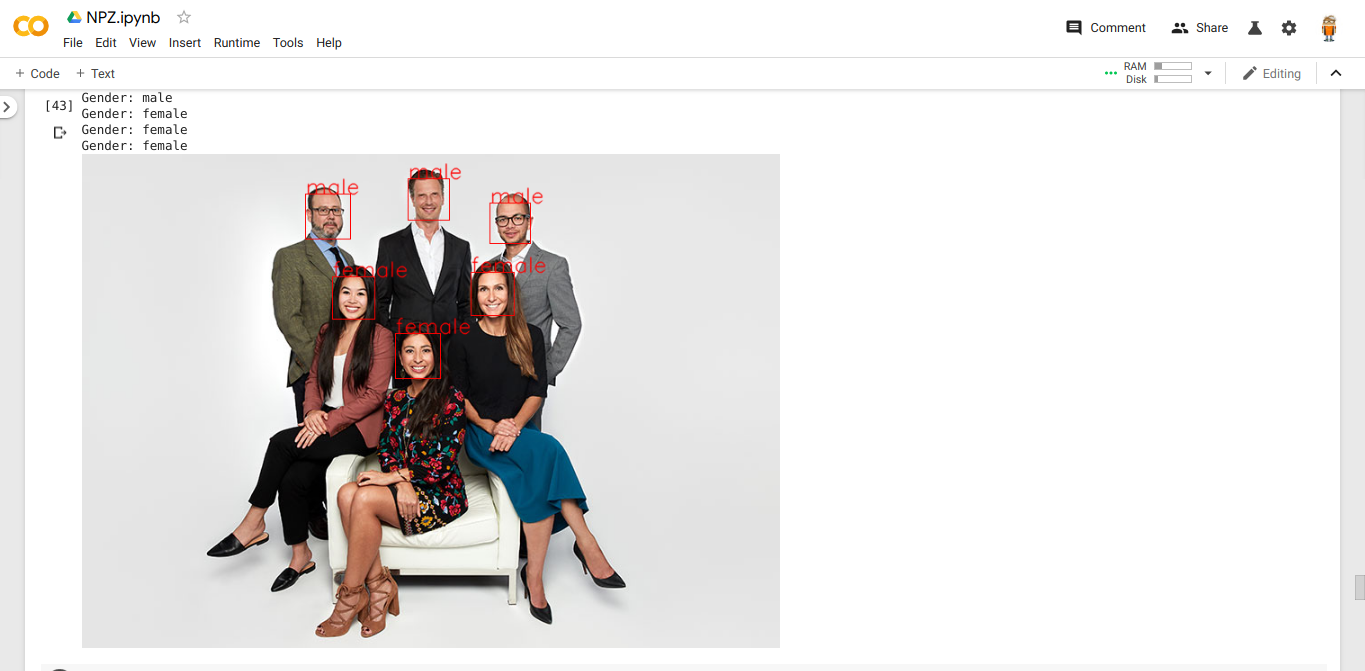 NPZ.ipynb
File Edit View Insert Runtime Tools Help
Comment Share
+ Code + Text
RAM
Disk
Editing
[43]
Gender: male
Gender: female
Gender: female
Gender: female
male
male
male
female
female
female